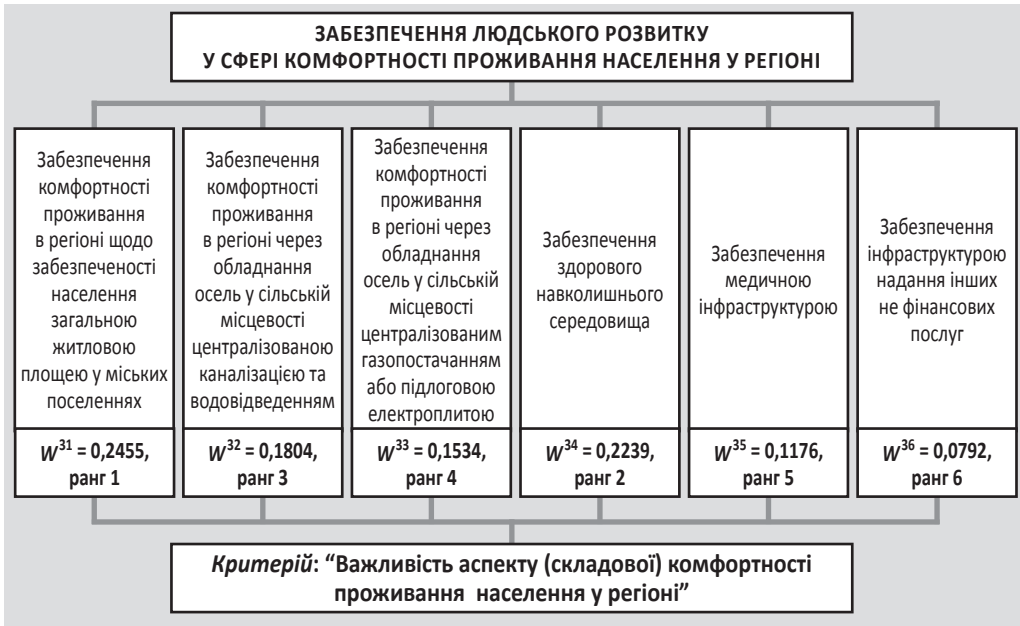 ЗАБЕЗПЕЧЕННЯ ЛЮДСЬКОГО РОЗВИТКУ
У СФЕРІ КОМФОРТНОСТІ ПРОЖИВАННЯ НАСЕЛЕННЯ У РЕГІОНІ
Забезпечення
комфортності
проживання
в регіоні щодо
забезпеченості
населення
загальною
житловою
площею у міських
поселеннях
W³¹ = 0,2455,
ранг 1
Забезпечення
комфортності
проживання
в регіоні через
обладнання
осель у сільській
місцевості
централізованою
каналізацією та
водовідведенням
W³² = 0,1804,
ранг 3
Забезпечення
комфортності
проживання
в регіоні через
обладнання
осель у сільській
місцевості
централізованим
газопостачанням
або підлоговою
електроплитою
W³³ = 0,1534,
ранг 4
Забезпечення
здорового
навколишнього
середовища
W³⁴ = 0,2239,
ранг 2
Забезпечення
медичною
інфраструктурою
W³⁵ = 0,1176,
ранг 5
Забезпечення
інфраструктурою
надання інших
не фінансових
послуг
W³⁶ = 0,0792,
ранг 6
Критерій: “Важливість аспекту (складової) комфортності
проживання населення у регіоні”